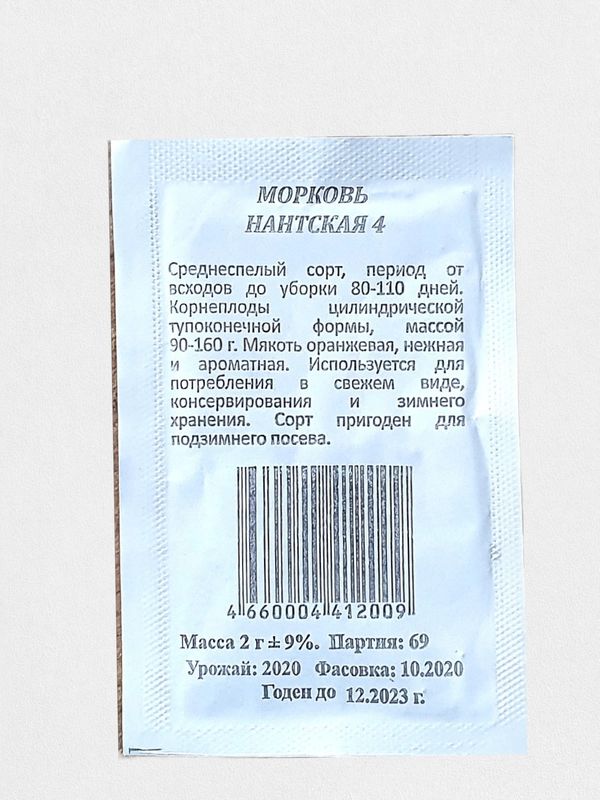 МОРКОВЬ
НАНТСКАЯ 4
Среднеспелый сорт, период от
всходов до уборки 80-110 дней.
Корнеплоды цилиндрической
тупоконечной формы, массой
90-160 г. Мякоть оранжевая, нежная
и ароматная. Используется для
потребления в свежем виде,
консервирования и зимнего
хранения. Сорт пригоден для
подзимнего посева.
4 660004 412009
Масса 2 г ± 9%. Партия: 69
Урожай: 2020 Фасовка: 10.2020
Годен до 12.2023 г.